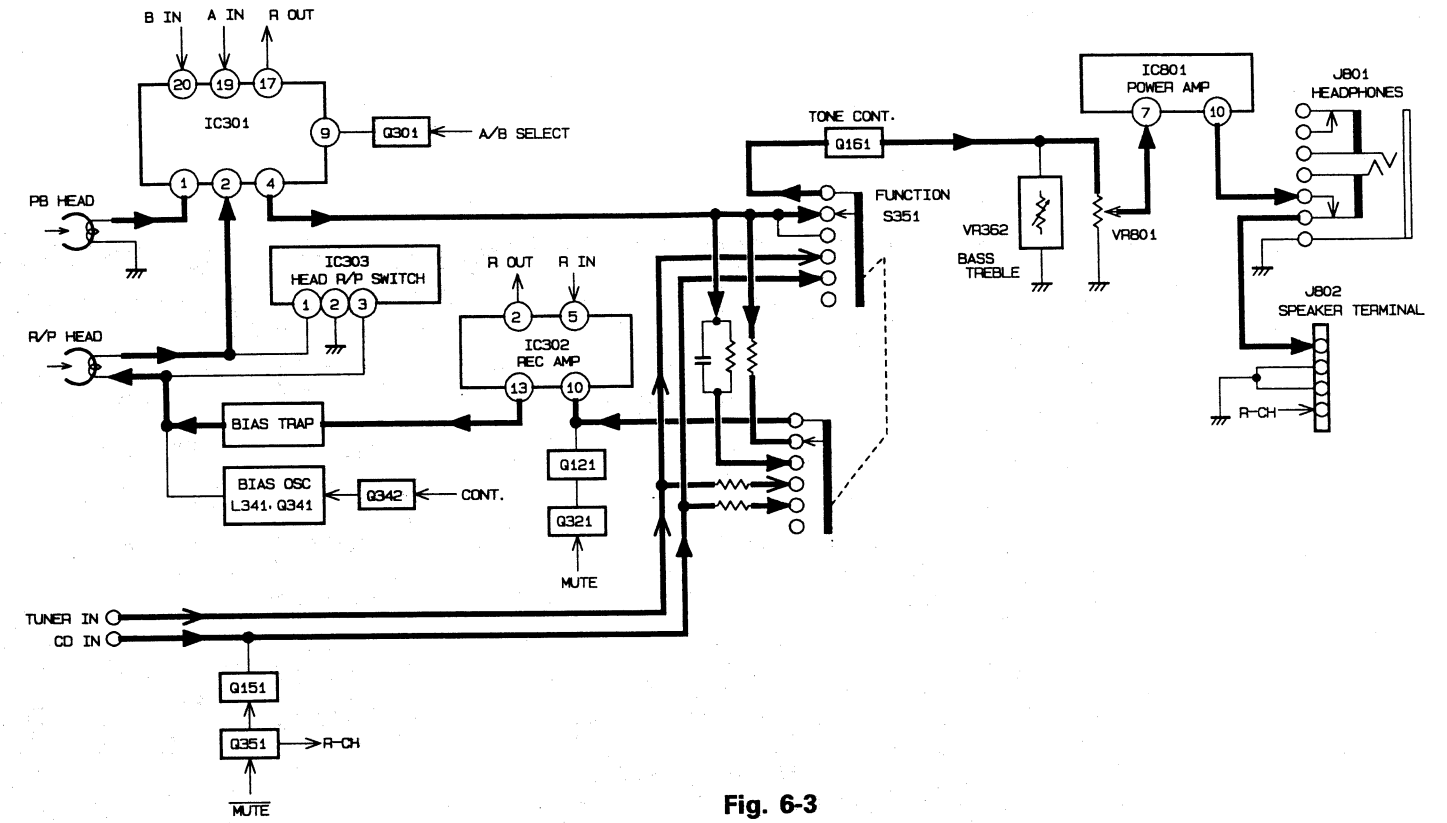 B IN
A IN
R OUT
20
19
17
IC301
9
Q301
A/B SELECT
1
2
4
PB HEAD
IC303
HEAD R/P SWITCH
1
2
3
R/P HEAD
R OUT
R IN
2
5
IC302
REC AMP
13
10
BIAS TRAP
BIAS OSC
L341, Q341
Q342
CONT.
Q121
Q321
MUTE
TUNER IN
CD IN
Q151
Q351
R-CH
MUTE
TONE CONT.
Q161
FUNCTION
S351
VR362
BASS
TREBLE
VR801
IC801
POWER AMP
7
10
J801
HEADPHONES
J802
SPEAKER TERMINAL
R-CH
Fig. 6-3